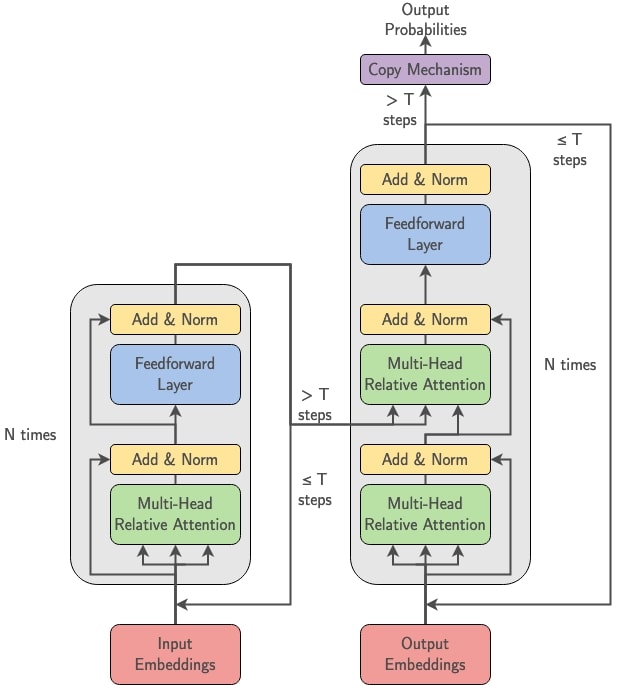 Output
Probabilities
Copy Mechanism
> T
steps
≤ T
steps
Add & Norm
Feedforward
Layer
Add & Norm
Multi-Head
Relative Attention
N times
Add & Norm
Multi-Head
Relative Attention
Output
Embeddings
Add & Norm
Feedforward
Layer
N times
Add & Norm
Multi-Head
Relative Attention
> T
steps
≤ T
steps
Input
Embeddings